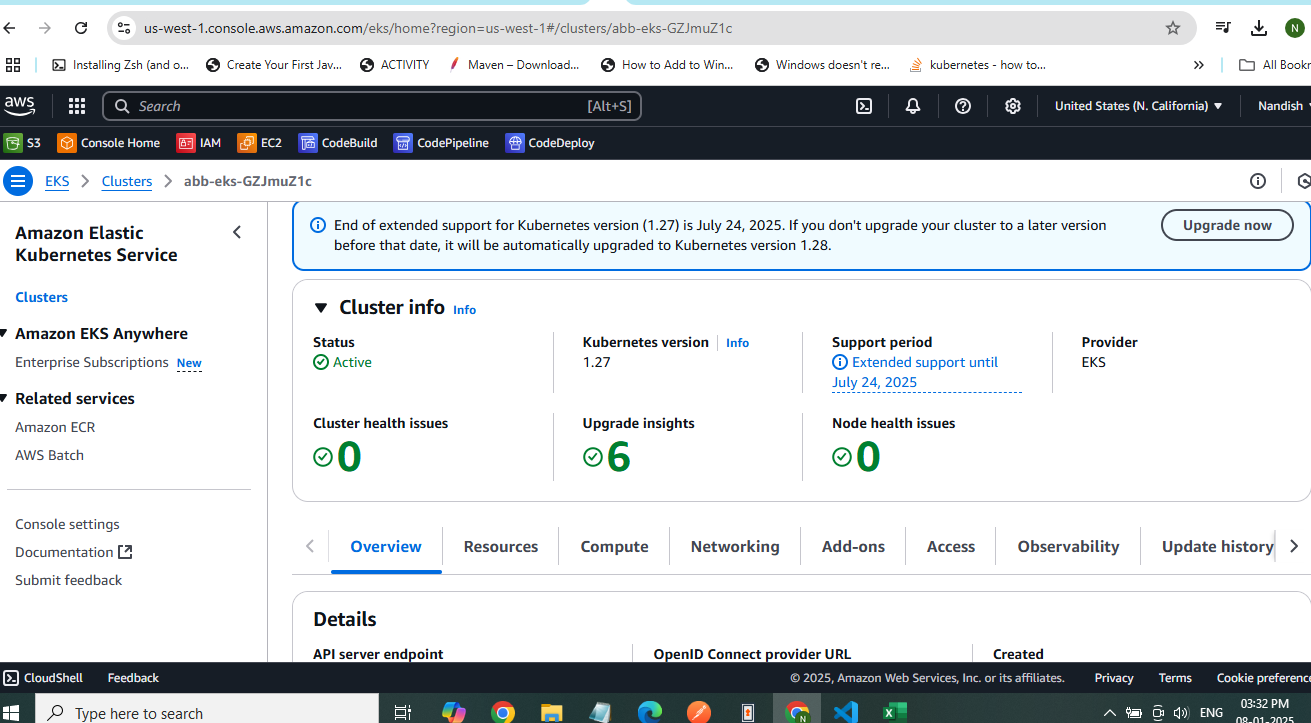 us-west-1.console.aws.amazon.com/eks/home?region=us-west-1#/clusters/abb-eks-GZJmuZ1c
N
Installing Zsh (and o... Create Your First Jav... ACTIVITY Maven – Download... How to Add to Win... Windows doesn't re... kubernetes - how to... » All Bookr
aws Search [Alt+S] United States (N. California) Nandish
S3 Console Home IAM EC2 CodeBuild CodePipeline CodeDeploy
EKS Clusters abb-eks-GZJmuZ1c
Amazon Elastic
Kubernetes Service
Clusters
Amazon EKS Anywhere
Enterprise Subscriptions New
Related services
Amazon ECR
AWS Batch
Console settings
Documentation
Submit feedback
End of extended support for Kubernetes version (1.27) is July 24, 2025. If you don't upgrade your cluster to a later version
before that date, it will be automatically upgraded to Kubernetes version 1.28.
Upgrade now
Cluster info Info
Status
Active
Kubernetes version Info
1.27
Support period
Extended support until
July 24, 2025
Provider
EKS
Cluster health issues
0
Upgrade insights
6
Node health issues
0
Overview Resources Compute Networking Add-ons Access Observability Update history
Details
API server endpoint OpenID Connect provider URL Created
CloudShell Feedback © 2025, Amazon Web Services, Inc. or its affiliates. Privacy Terms Cookie preference
Type here to search
N
ENG
03:32 PM
08-01-2025